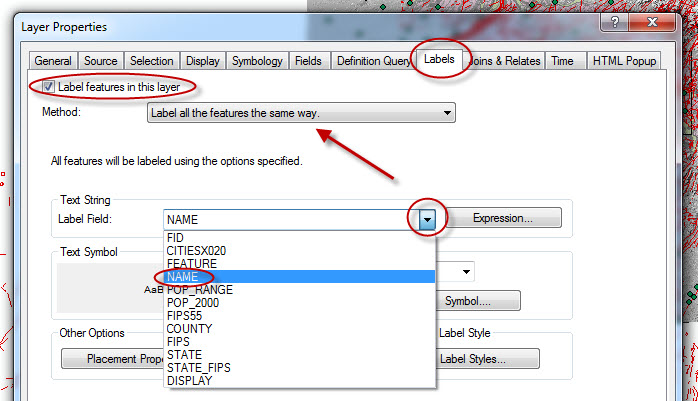 Layer Properties
General Source Selection Display Symbology Fields Definition Query Labels Joins & Relates Time HTML Popup
Label features in this layer
Method: Label all the features the same way.
All features will be labeled using the options specified.
Text String
Label Field: NAME Expression...
FID
CITIESX020
Text Symbol
FEATURE
NAME
AaB
POP_RANGE
POP_2000
Symbol....
FIPS55
COUNTY
Other Options Label Style
FIPS
STATE
Placement Prope Label Styles...
STATE_FIPS
DISPLAY